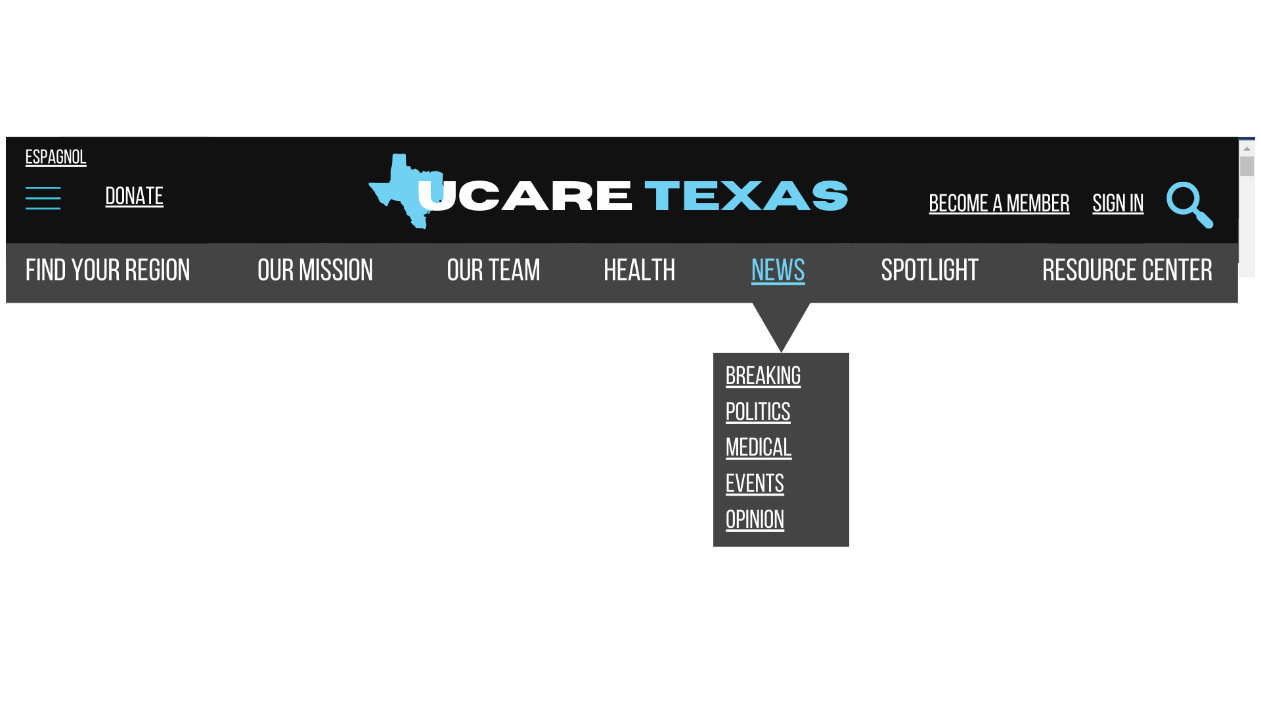 ESPAGNOL
DONATE
UCARE TEXAS
BECOME A MEMBER
SIGN IN
FIND YOUR REGION
OUR MISSION
OUR TEAM
HEALTH
NEWS
SPOTLIGHT
RESOURCE CENTER
BREAKING
POLITICS
MEDICAL
EVENTS
OPINION